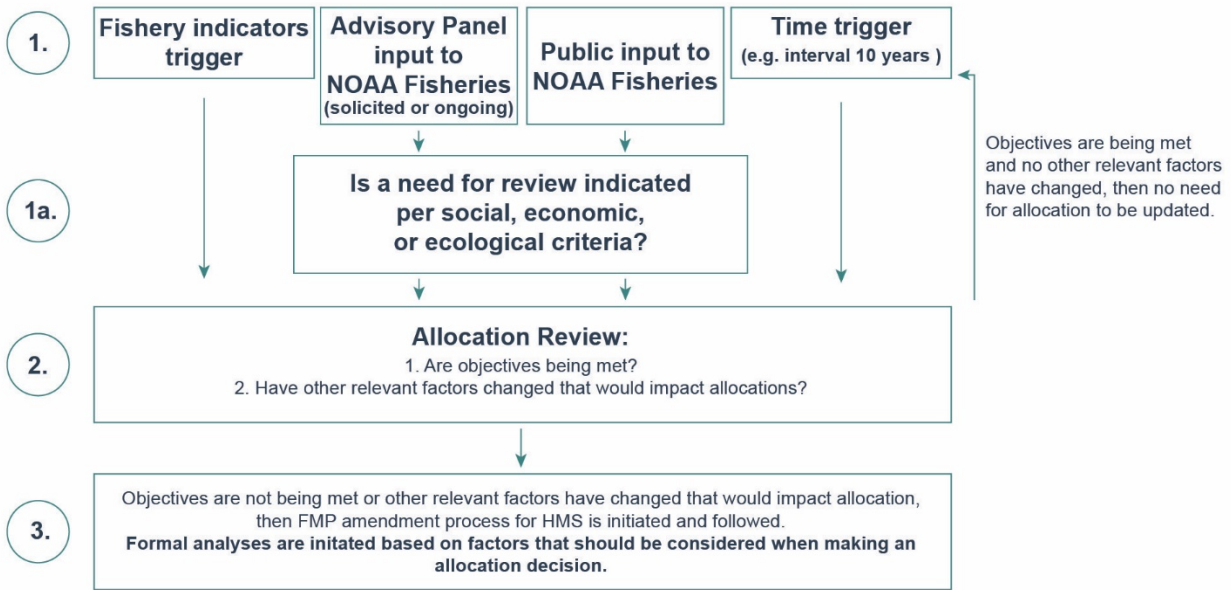 1.
Fishery indicators
trigger
Advisory Panel
input to
NOAA Fisheries
(solicited or ongoing)
Public input to
NOAA Fisheries
Time trigger
(e.g. interval 10 years )
Objectives are being met
and no other relevant factors
have changed, then no need
for allocation to be updated.
1a.
Is a need for review indicated
per social, economic,
or ecological criteria?
2.
Allocation Review:
1. Are objectives being met?
2. Have other relevant factors changed that would impact allocations?
3.
Objectives are not being met or other relevant factors have changed that would impact allocation,
then FMP amendment process for HMS is initiated and followed.
Formal analyses are initated based on factors that should be considered when making an
allocation decision.